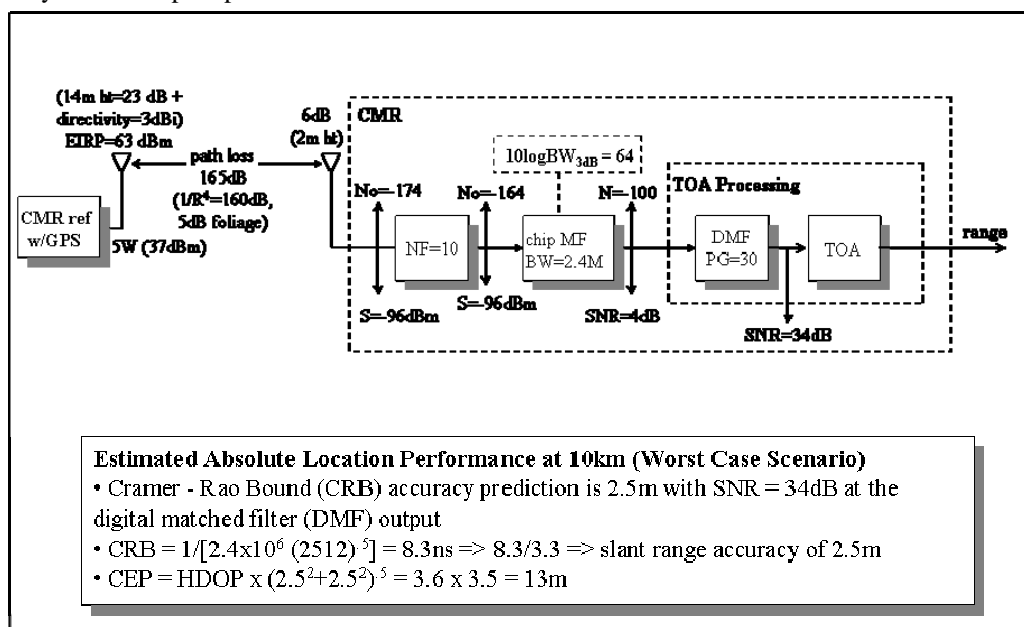 (14m ht=23 dB +
directivity=3dBi)
EIRP=63 dBm
path loss
165dB
(1/R⁴=160dB,
5dB foliage)
6dB
(2m ht)
CMR ref
w/GPS
5W (37dBm)
CMR
10logBW3dB = 64
No=-174
No=-164
N=-100
TOA Processing
NF=10
chip MF
BW=2.4M
DMF
PG=30
TOA
range
S=-96dBm
S=-96dBm
SNR=4dB
SNR=34dB
Estimated Absolute Location Performance at 10km (Worst Case Scenario)
• Cramer - Rao Bound (CRB) accuracy prediction is 2.5m with SNR = 34dB at the
digital matched filter (DMF) output
• CRB = 1/[2.4x10⁶ (2512)·⁵] = 8.3ns => 8.3/3.3 => slant range accuracy of 2.5m
• CEP = HDOP x (2.5²+2.5²)·⁵ = 3.6 x 3.5 = 13m